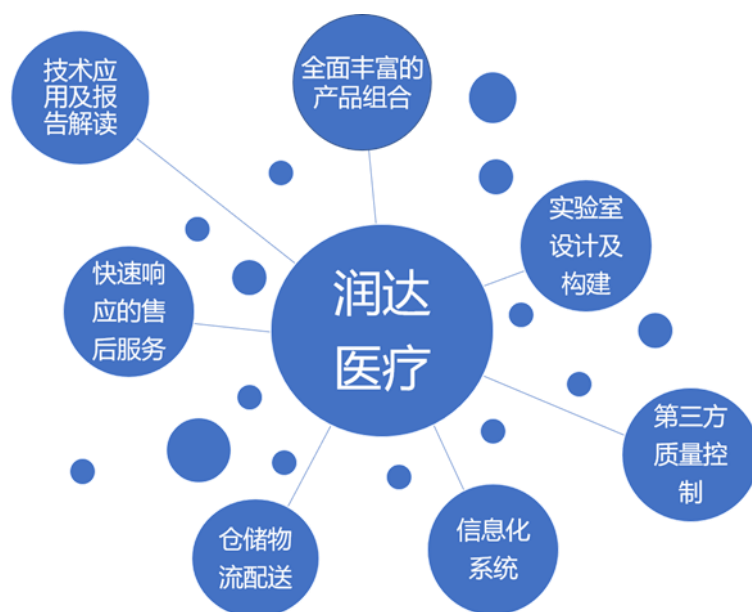 技术应
用及报
告解读
全面丰富的
产品组合
实验室
设计及
构建
快速响
应的售
后服务
润达
医疗
第三方
质量控
制
仓储物
流配送
信息化
系统